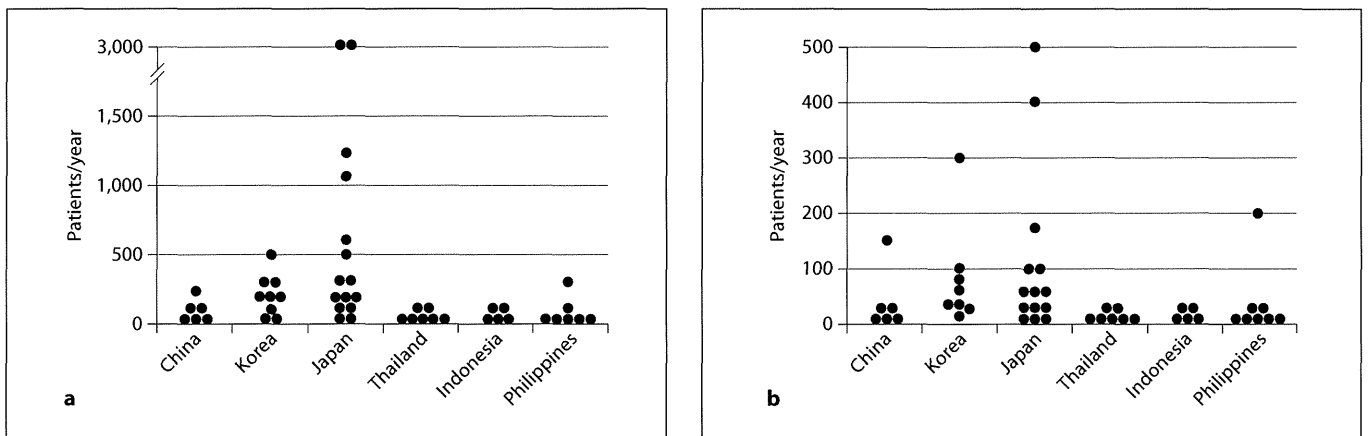 3,000
1,500
1,000
500
0
Patients/year
China
Korea
Japan
Thailand
Indonesia
Philippines
a
500
400
300
200
100
0
Patients/year
China
Korea
Japan
Thailand
Indonesia
Philippines
b